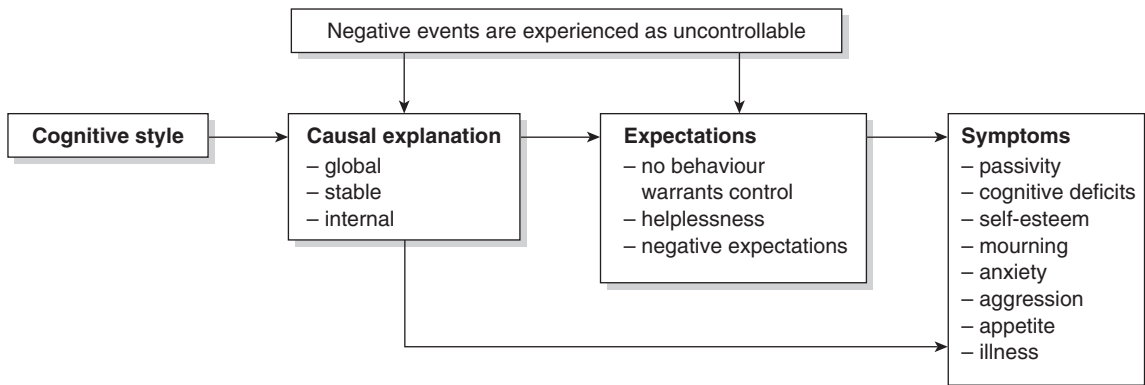 Negative events are experienced as uncontrollable
Cognitive style
Causal explanation
– global
– stable
– internal
Expectations
– no behaviour
warrants control
– helplessness
– negative expectations
Symptoms
– passivity
– cognitive deficits
– self-esteem
– mourning
– anxiety
– aggression
– appetite
– illness